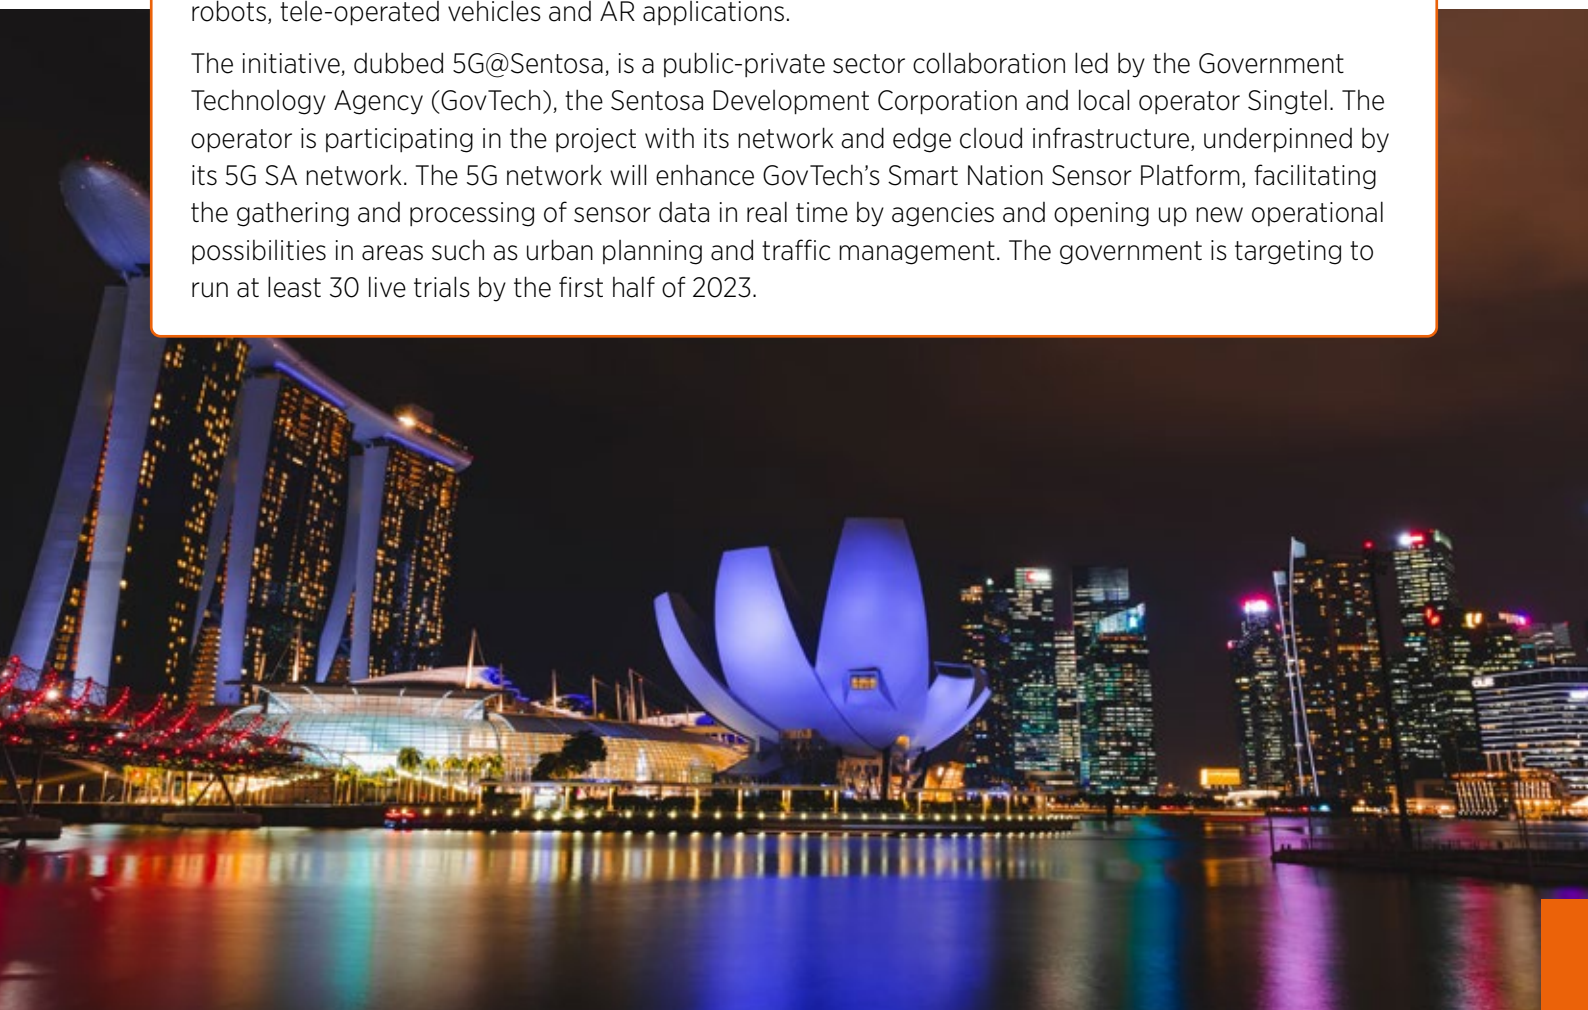 robots, tele-operated vehicles and AR applications.
The initiative, dubbed 5G@Sentosa, is a public-private sector collaboration led by the Government
Technology Agency (GovTech), the Sentosa Development Corporation and local operator Singtel. The
operator is participating in the project with its network and edge cloud infrastructure, underpinned by
its 5G SA network. The 5G network will enhance GovTech’s Smart Nation Sensor Platform, facilitating
the gathering and processing of sensor data in real time by agencies and opening up new operational
possibilities in areas such as urban planning and traffic management. The government is targeting to
run at least 30 live trials by the first half of 2023.